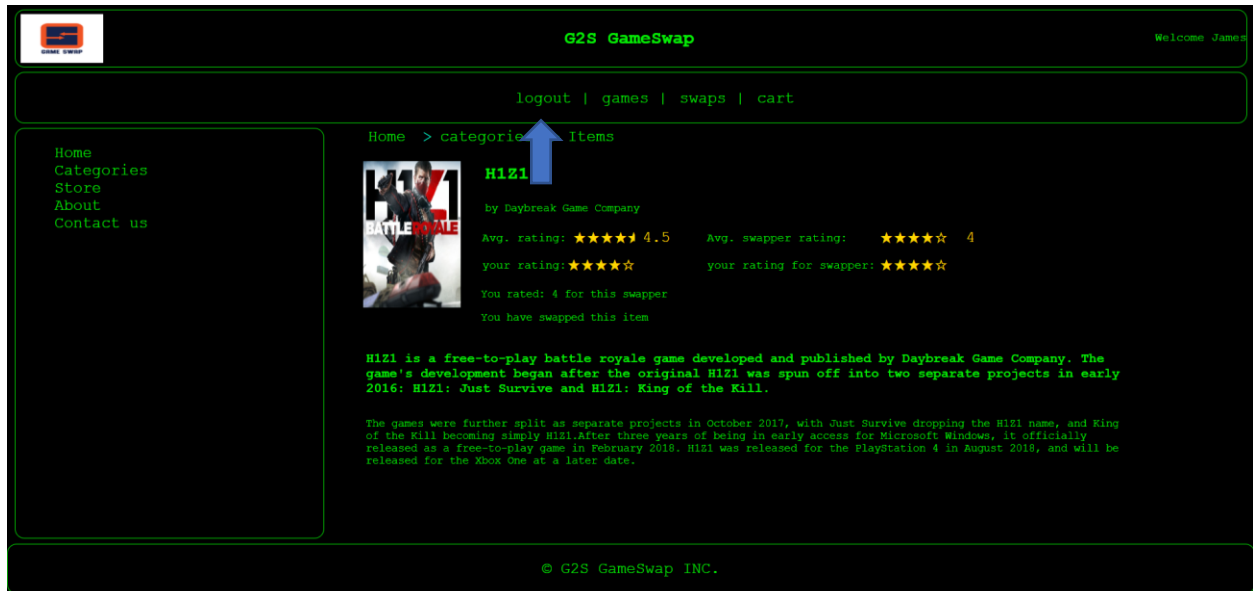 GAME SWAP
G2S GameSwap
Welcome James
logout | games | swaps | cart
Home
Categories
Store
About
Contact us
Home > categorie Items
H1Z1
BATTLE ROYALE
H1Z1
by Daybreak Game Company
Avg. rating: ★★★★⯨ 4.5 Avg. swapper rating: ★★★★☆ 4
your rating:★★★★☆ your rating for swapper: ★★★★☆
You rated: 4 for this swapper
You have swapped this item
H1Z1 is a free-to-play battle royale game developed and published by Daybreak Game Company. The
game's development began after the original H1Z1 was spun off into two separate projects in early
2016: H1Z1: Just Survive and H1Z1: King of the Kill.
The games were further split as separate projects in October 2017, with Just Survive dropping the H1Z1 name, and King
of the Kill becoming simply H1Z1.After three years of being in early access for Microsoft Windows, it officially
released as a free-to-play game in February 2018. H1Z1 was released for the PlayStation 4 in August 2018, and will be
released for the Xbox One at a later date.
© G2S GameSwap INC.